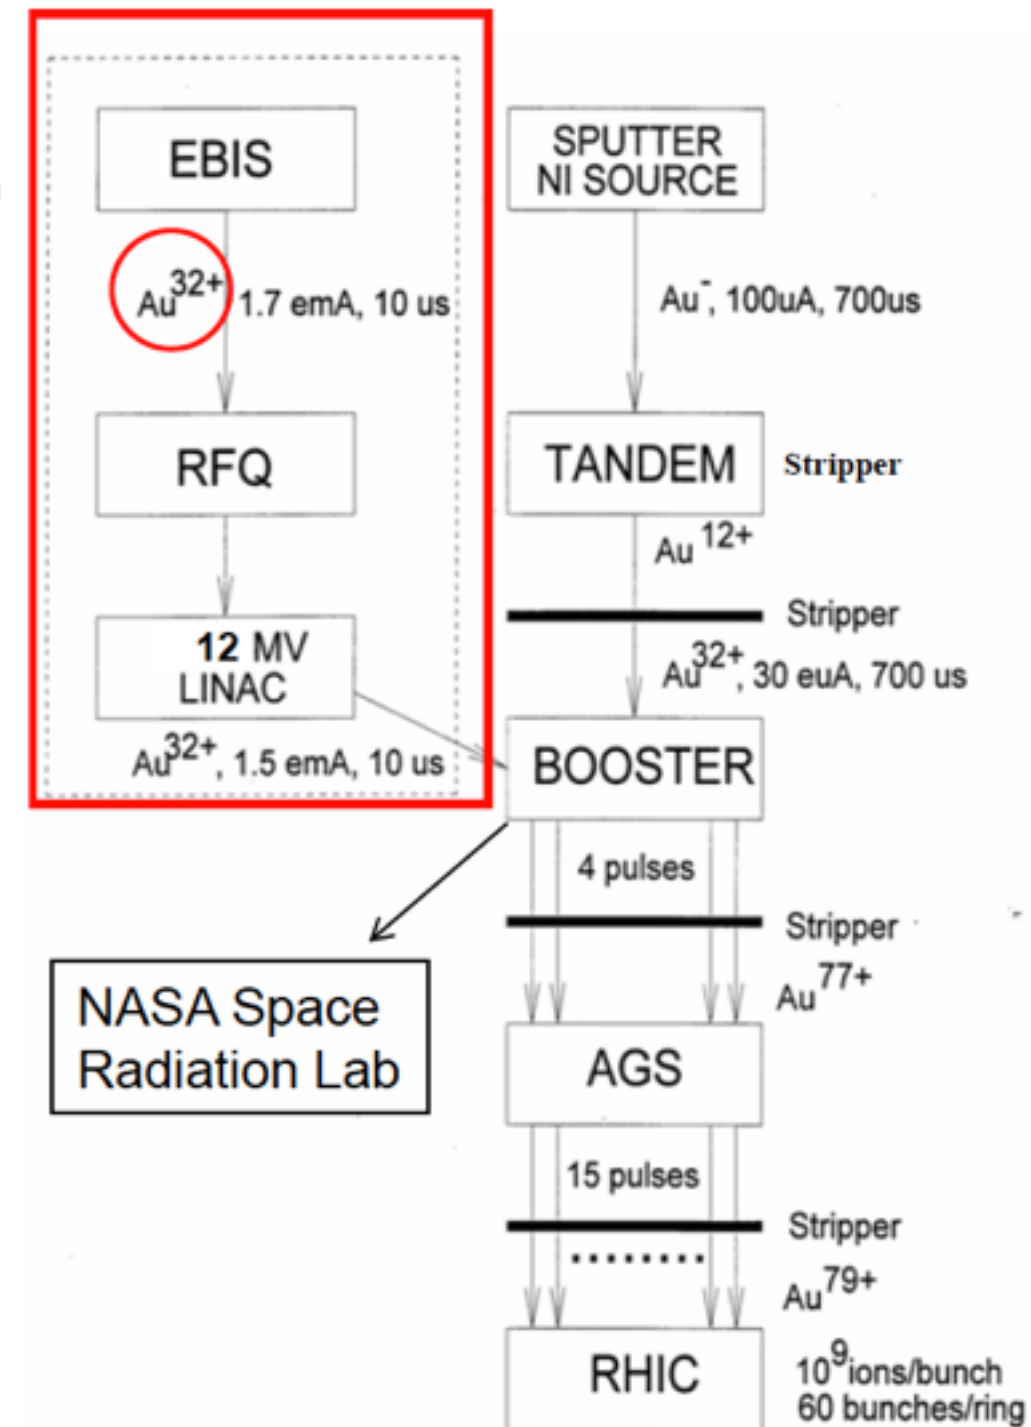 EBIS
Au32+ 1.7 emA, 10 us
RFQ
12 MV
LINAC
Au32+, 1.5 emA, 10 us
SPUTTER
NI SOURCE
Au-, 100uA, 700us
TANDEM
Stripper
Au 12+
Stripper
Au32+, 30 euA, 700 us
BOOSTER
4 pulses
Stripper
Au77+
NASA Space
Radiation Lab
AGS
15 pulses
Stripper
Au79+
RHIC
10^9 ions/bunch
60 bunches/ring